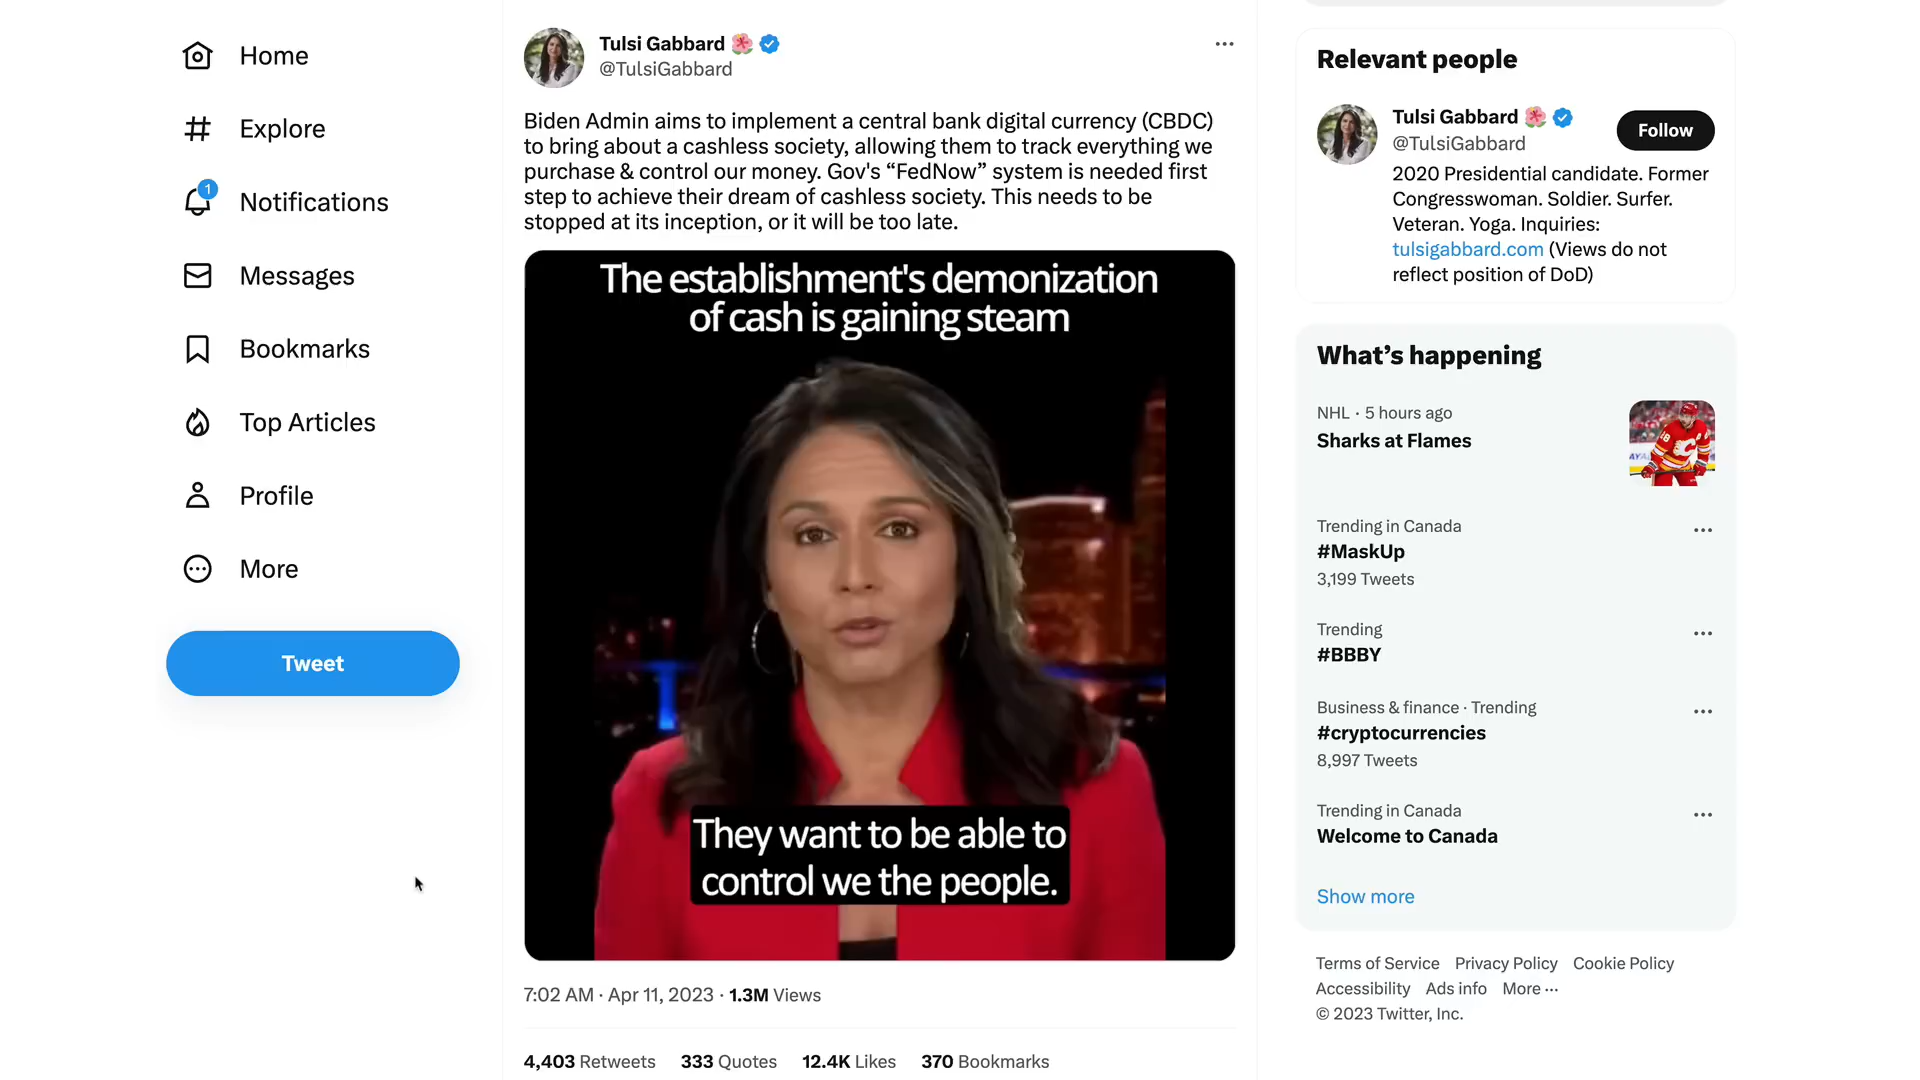 Home
Explore
1
Notifications
Messages
Bookmarks
Top Articles
Profile
More
Tweet
Tulsi Gabbard 🌺
@TulsiGabbard
Biden Admin aims to implement a central bank digital currency (CBDC)
to bring about a cashless society, allowing them to track everything we
purchase & control our money. Gov's “FedNow” system is needed first
step to achieve their dream of cashless society. This needs to be
stopped at its inception, or it will be too late.
The establishment's demonization
of cash is gaining steam
They want to be able to
control we the people.
7:02 AM · Apr 11, 2023 · 1.3M Views
4,403 Retweets 333 Quotes 12.4K Likes 370 Bookmarks
Relevant people
Tulsi Gabbard 🌺
@TulsiGabbard
Follow
2020 Presidential candidate. Former
Congresswoman. Soldier. Surfer.
Veteran. Yoga. Inquiries:
tulsigabbard.com (Views do not
reflect position of DoD)
What’s happening
NHL · 5 hours ago
Sharks at Flames
Trending in Canada
#MaskUp
3,199 Tweets
Trending
#BBBY
Business & finance · Trending
#cryptocurrencies
8,997 Tweets
Trending in Canada
Welcome to Canada
Show more
Terms of Service Privacy Policy Cookie Policy
Accessibility Ads info More ···
© 2023 Twitter, Inc.